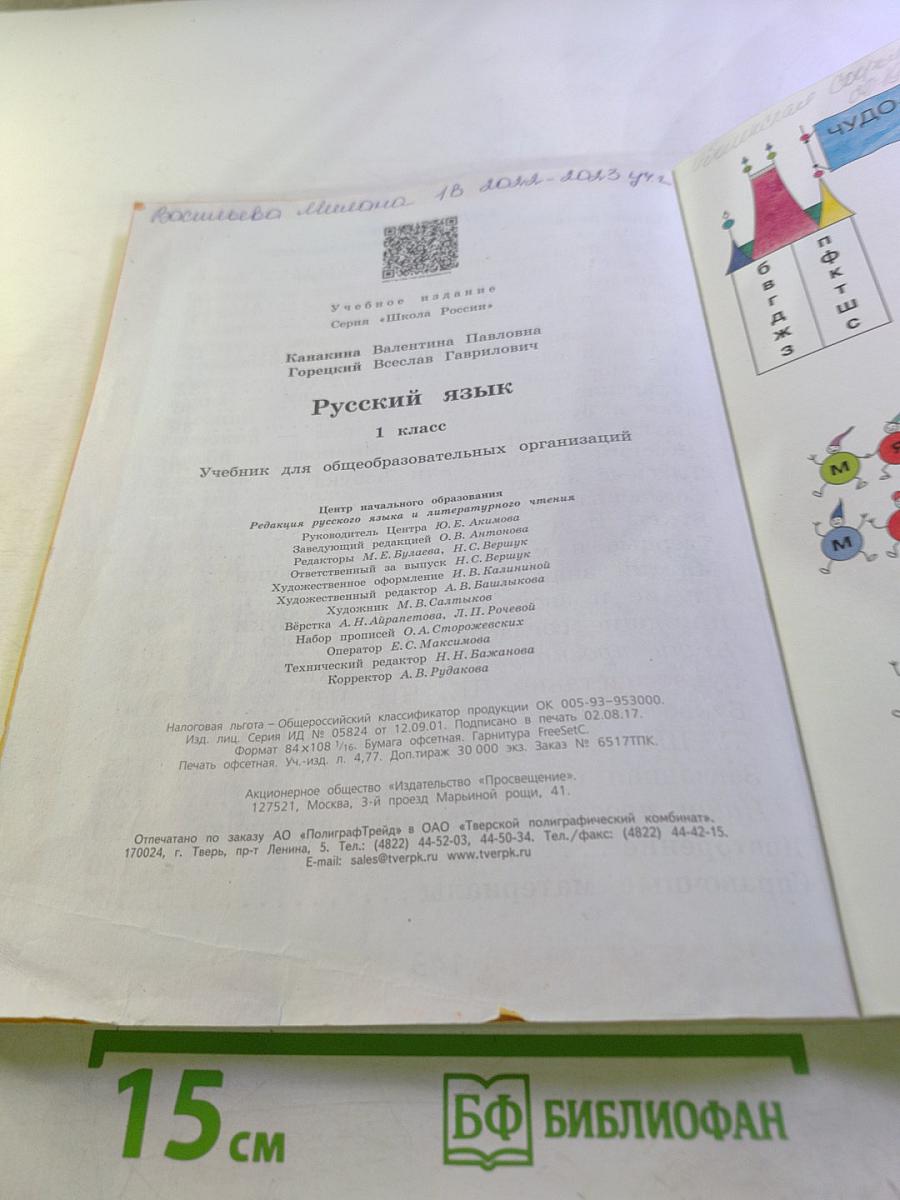 Васильева Милана 1В 2022-2023 уч.г
Учебное издание
Серия «Школа России»
Канакина Валентина Павловна
Горецкий Всеслав Гаврилович
Русский язык
1 класс
Учебник для общеобразовательных организаций
Центр начального образования
Редакция русского языка и литературного чтения
Руководитель Центра Ю. Е. Акимова
Заведующий редакцией О. В. Антонова
Редакторы М. Е. Булаева, Н. С. Вершук
Ответственный за выпуск Н. С. Вершук
Художественное оформление И. В. Калининой
Художественный редактор А. В. Башлыкова
Художник М. В. Салтыков
Вёрстка А. Н. Айрапетова, Л. П. Рочевой
Набор прописей О. А. Сторожевских
Оператор Е. С. Максимова
Технический редактор Н. Н. Бажанова
Корректор А. В. Рудакова
Налоговая льгота – Общероссийский классификатор продукции ОК 005-93–953000.
Изд. лиц. Серия ИД № 05824 от 12.09.01. Подписано в печать 02.08.17.
Формат 84×108 1/16. Бумага офсетная. Гарнитура FreeSetC.
Печать офсетная. Уч.-изд. л. 4,77. Доп.тираж 30 000 экз. Заказ № 6517ТПК.
Акционерное общество «Издательство «Просвещение».
127521, Москва, 3-й проезд Марьиной рощи, 41.
Отпечатано по заказу АО «ПолиграфТрейд» в ОАО «Тверской полиграфический комбинат».
170024, г. Тверь, пр-т Ленина, 5. Тел.: (4822) 44-52-03, 44-50-34. Тел./факс: (4822) 44-42-15.
E-mail: sales@tverpk.ru www.tverpk.ru
ЧУДО-
б п
в ф
г к
д т
ж ш
з с
М
М
15 см
БФ БИБЛИОФАН